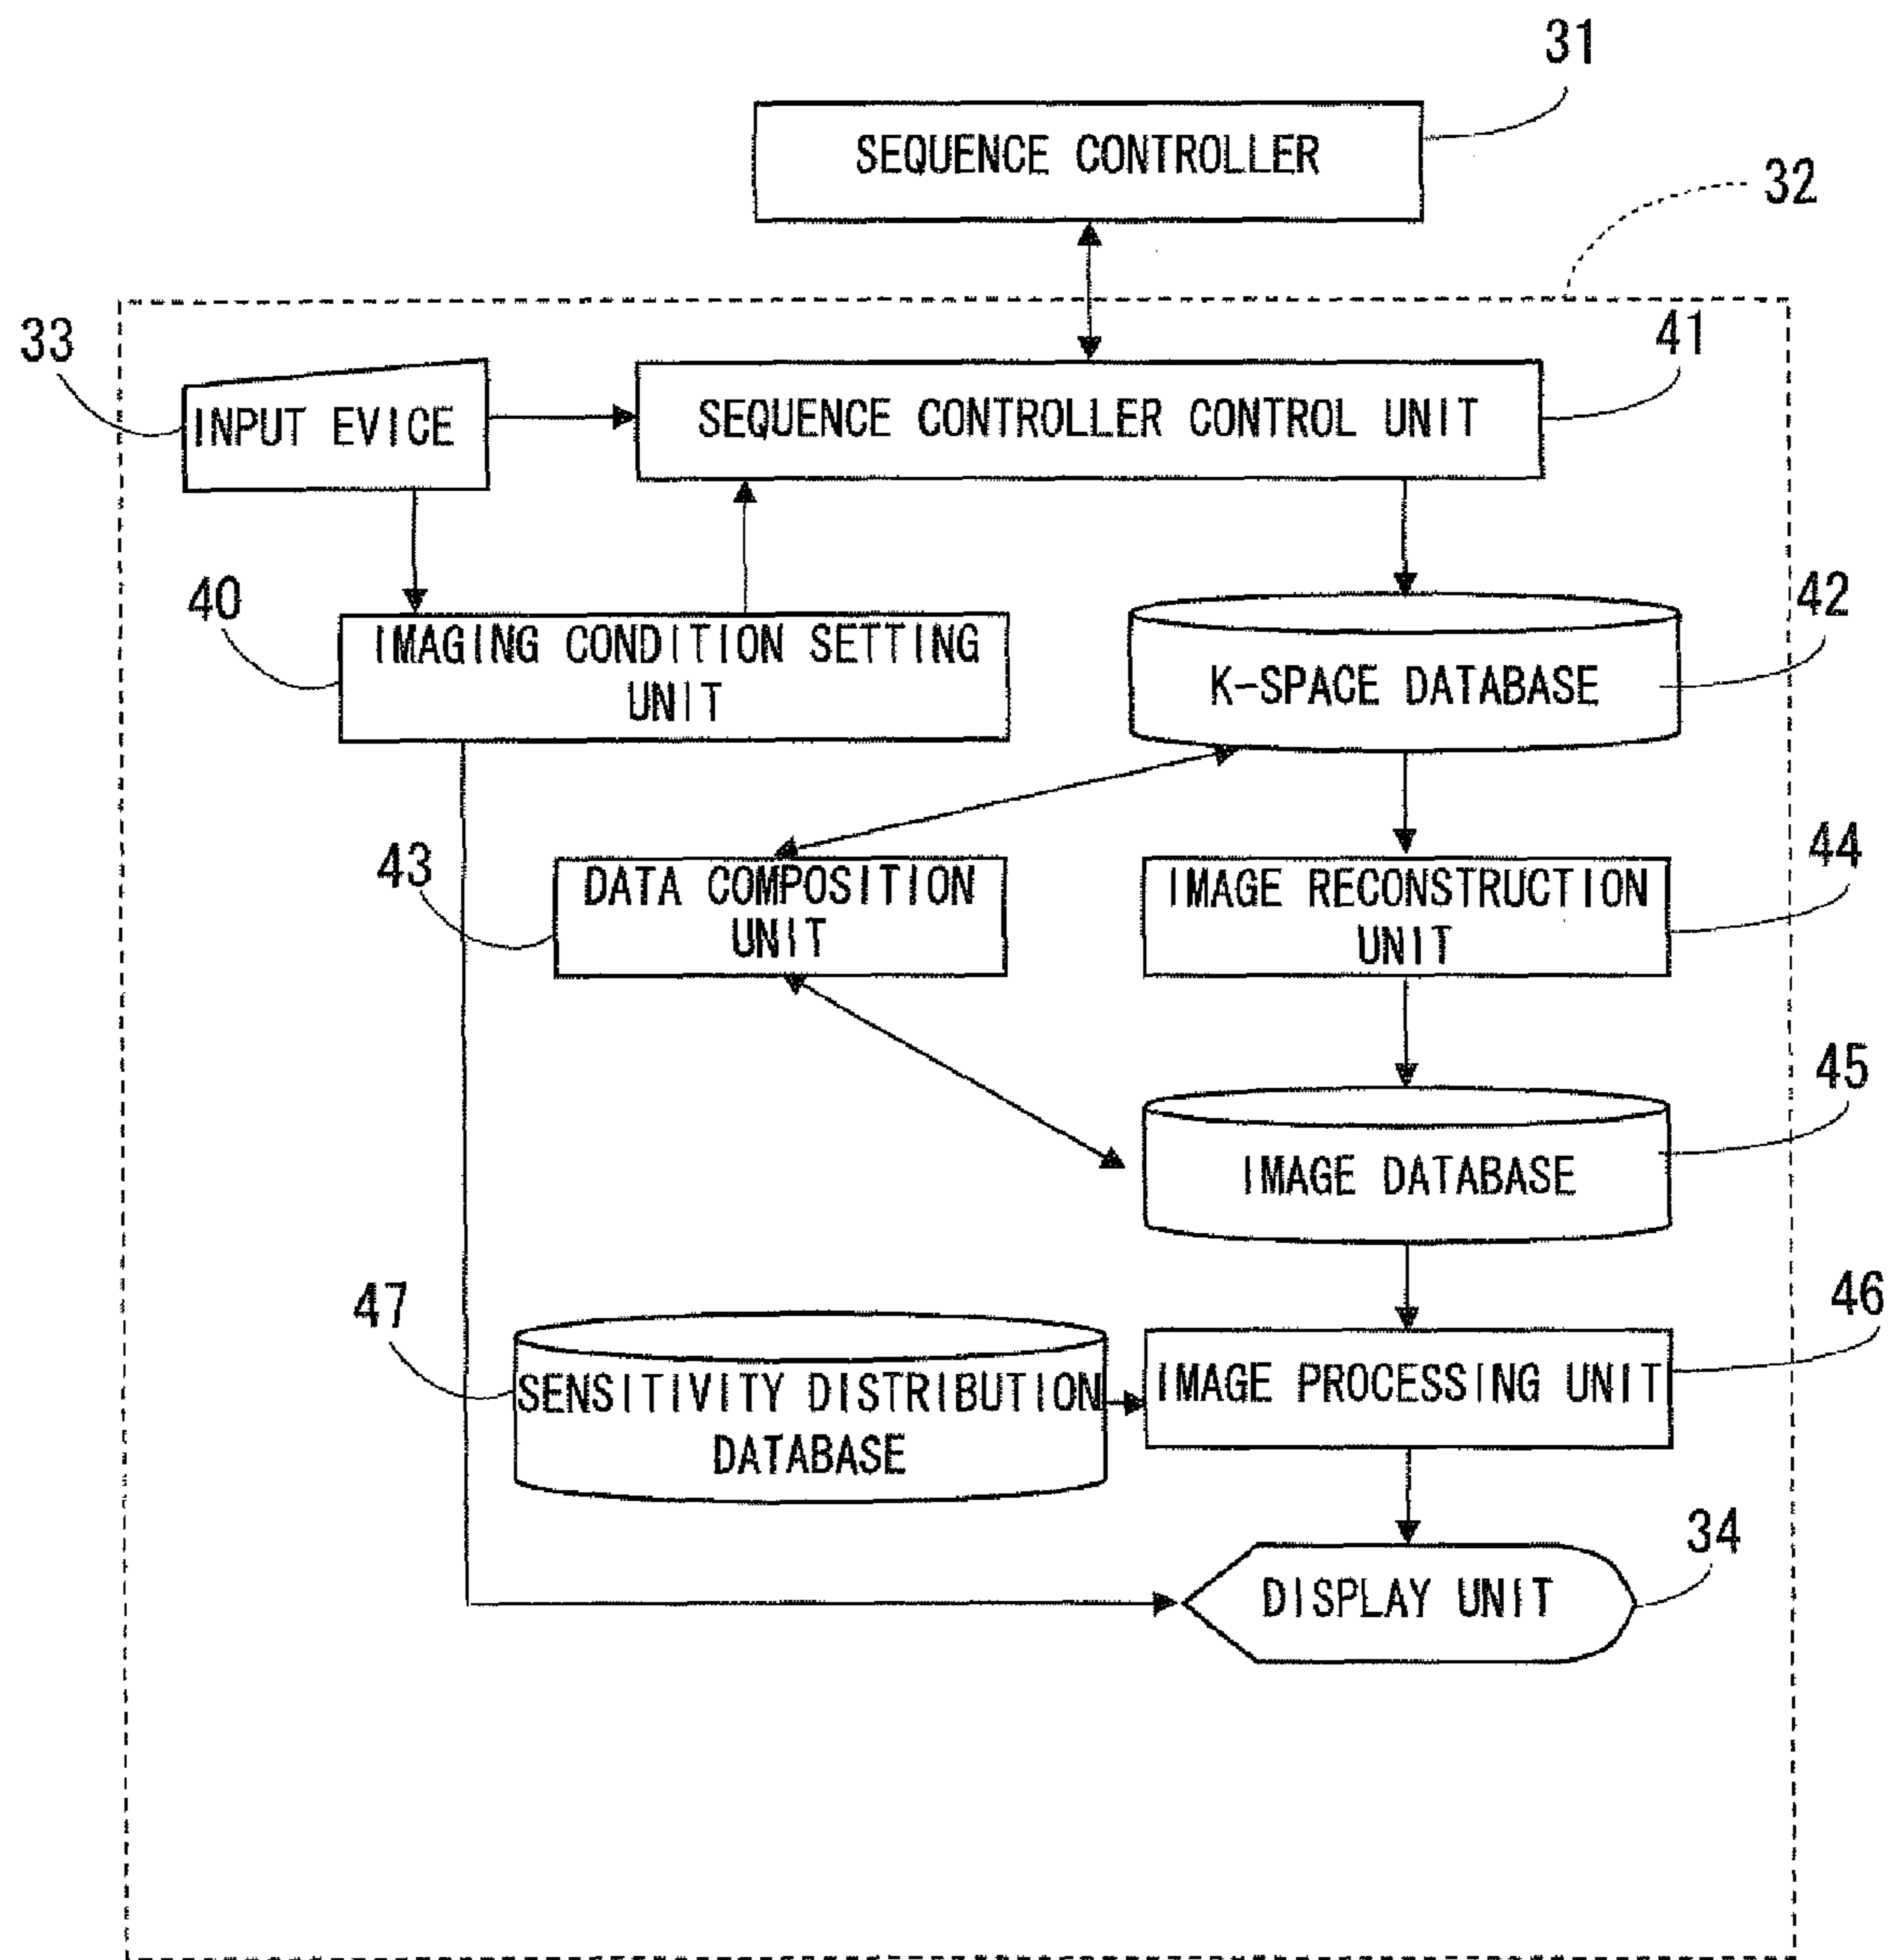 31
SEQUENCE CONTROLLER
32
33
41
INPUT EVICE
SEQUENCE CONTROLLER CONTROL UNIT
40
42
IMAGING CONDITION SETTING
UNIT
K-SPACE DATABASE
43
44
DATA COMPOSITION
UNIT
IMAGE RECONSTRUCTION
UNIT
45
IMAGE DATABASE
47
46
SENSITIVITY DISTRIBUTION
DATABASE
IMAGE PROCESSING UNIT
34
DISPLAY UNIT